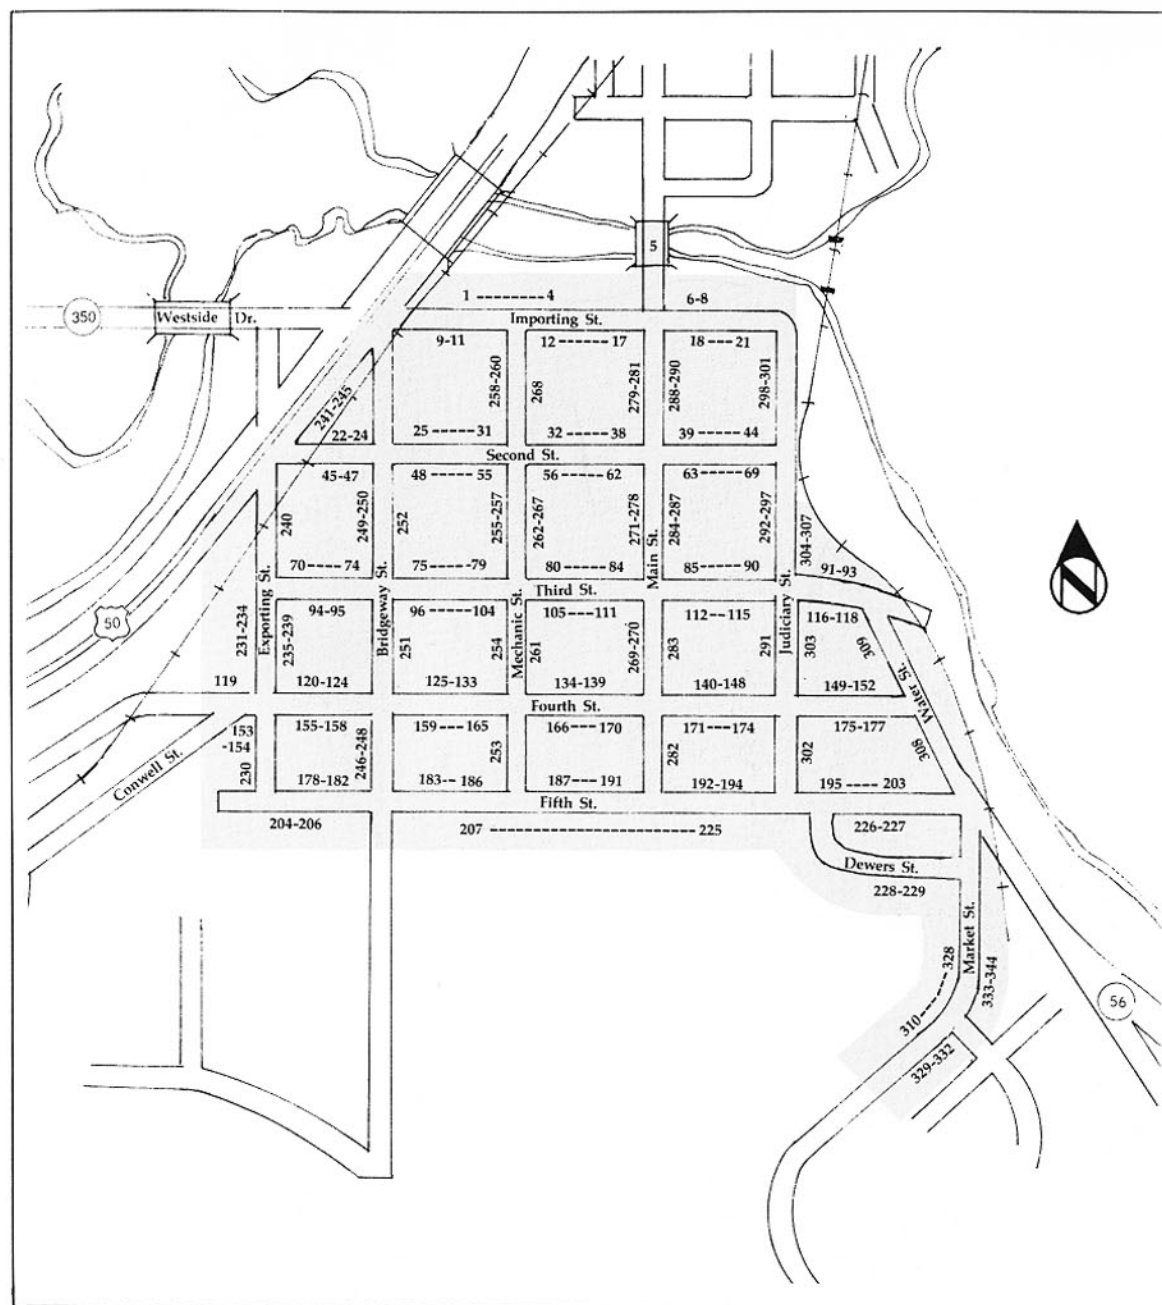 5
1 --------- 4
6-8
350
Westside Dr.
Importing St.
9-11
12 ------ 17
18 ---- 21
258-260
268
279-281
288-290
298-301
241-245
22-24
25 ------ 31
32 ------ 38
39 ------ 44
Second St.
45-47
48 ------ 55
56 ----- 62
63 ---- 69
240
249-250
252
255-257
262-267
271-278
Main St.
284-287
292-297
304-307
70 ----- 74
75 ------ 79
80 ----- 84
85 ---- 90
91-93
Third St.
50
Exporting St.
Bridgeway St.
Mechanic St.
Judiciary St.
94-95
96 ------ 104
105 ---- 111
112 --- 115
116-118
231-234
235-239
251
254
261
269-270
283
291
303
309
Water St.
119
120-124
125-133
134-139
140-148
149-152
Fourth St.
153
-154
155-158
159 --- 165
166 --- 170
171 --- 174
175-177
Conwell St.
230
246-248
253
282
302
308
178-182
183-- 186
187--- 191
192-194
195 ---- 203
Fifth St.
204-206
207 ------------------------------ 225
226-227
Dewers St.
228-229
Market St.
310 ------- 328
333-344
329-332
56
N